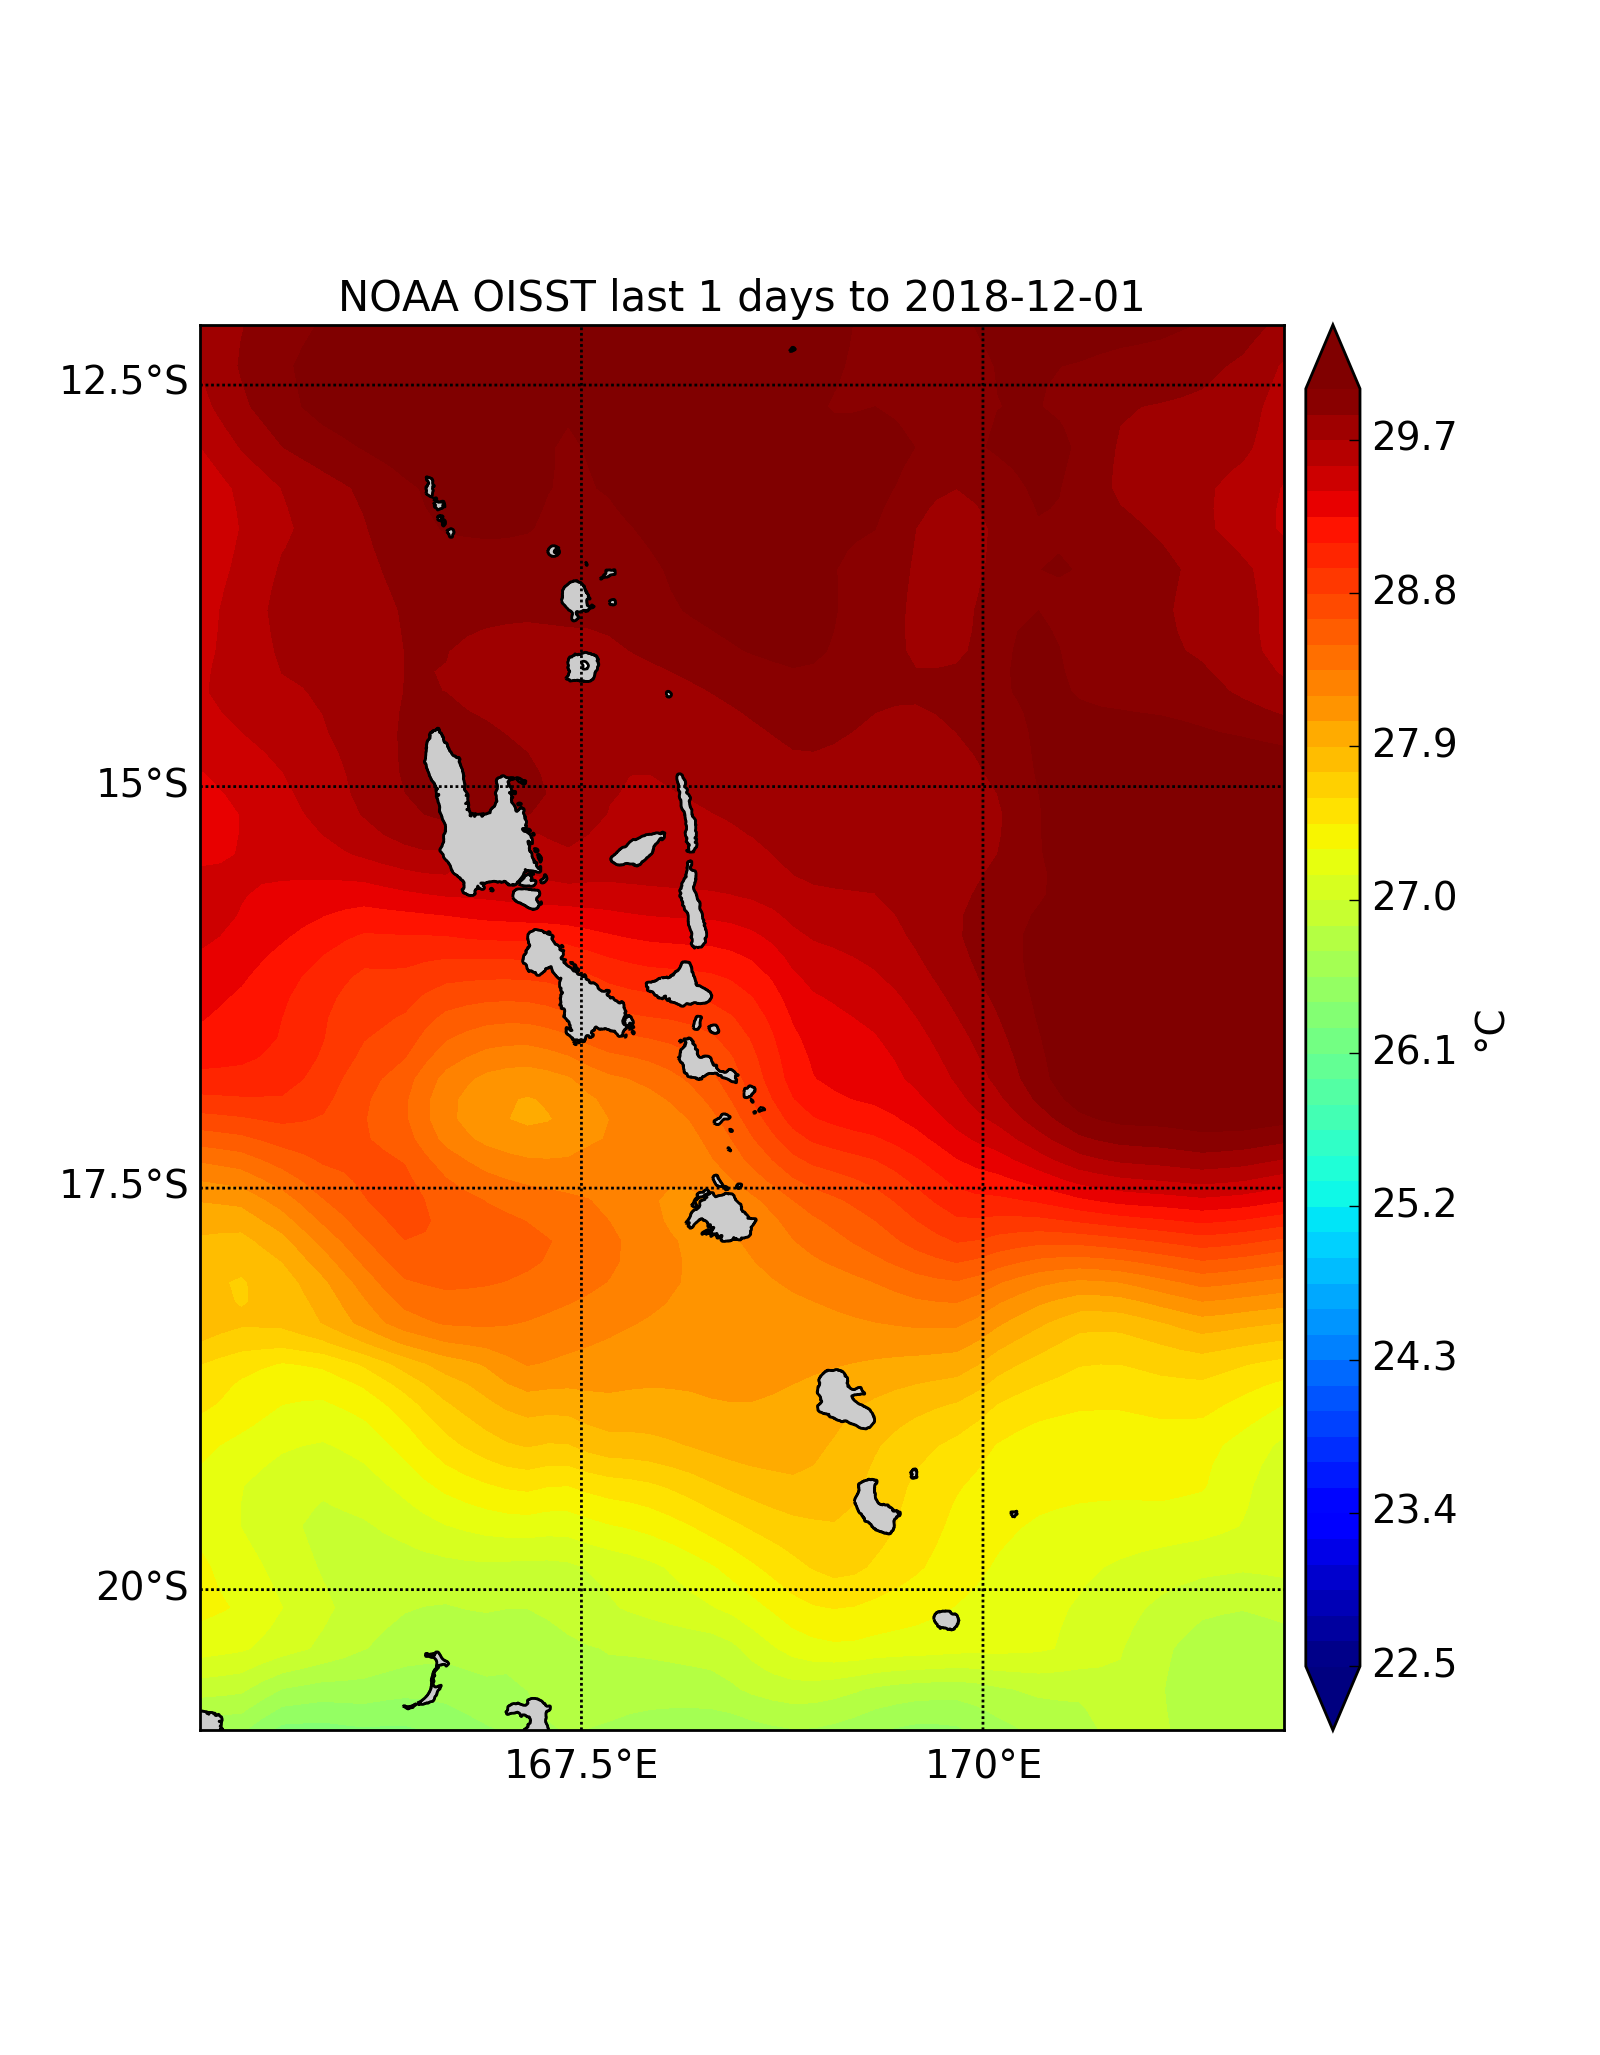 NOAA OISST last 1 days to 2018-12-01
12.5°S
15°S
17.5°S
20°S
167.5°E
170°E
29.7
28.8
27.9
27.0
26.1
25.2
24.3
23.4
22.5
°C